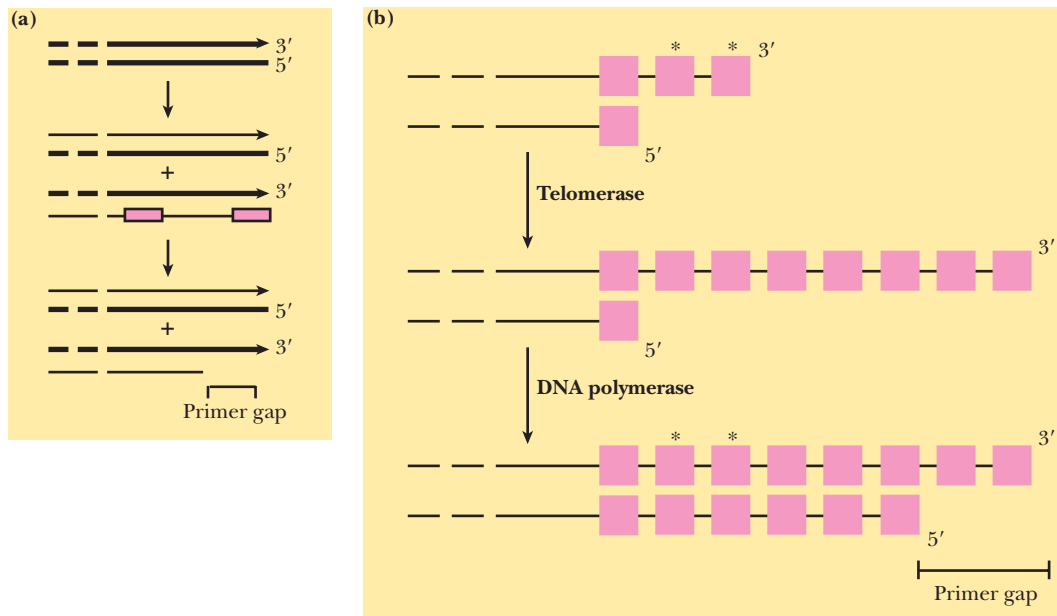 (a)
3′
5′
5′
+
3′
5′
+
3′
Primer gap
(b)
* * 3′
5′
Telomerase
3′
5′
DNA polymerase
* * 3′
5′
Primer gap